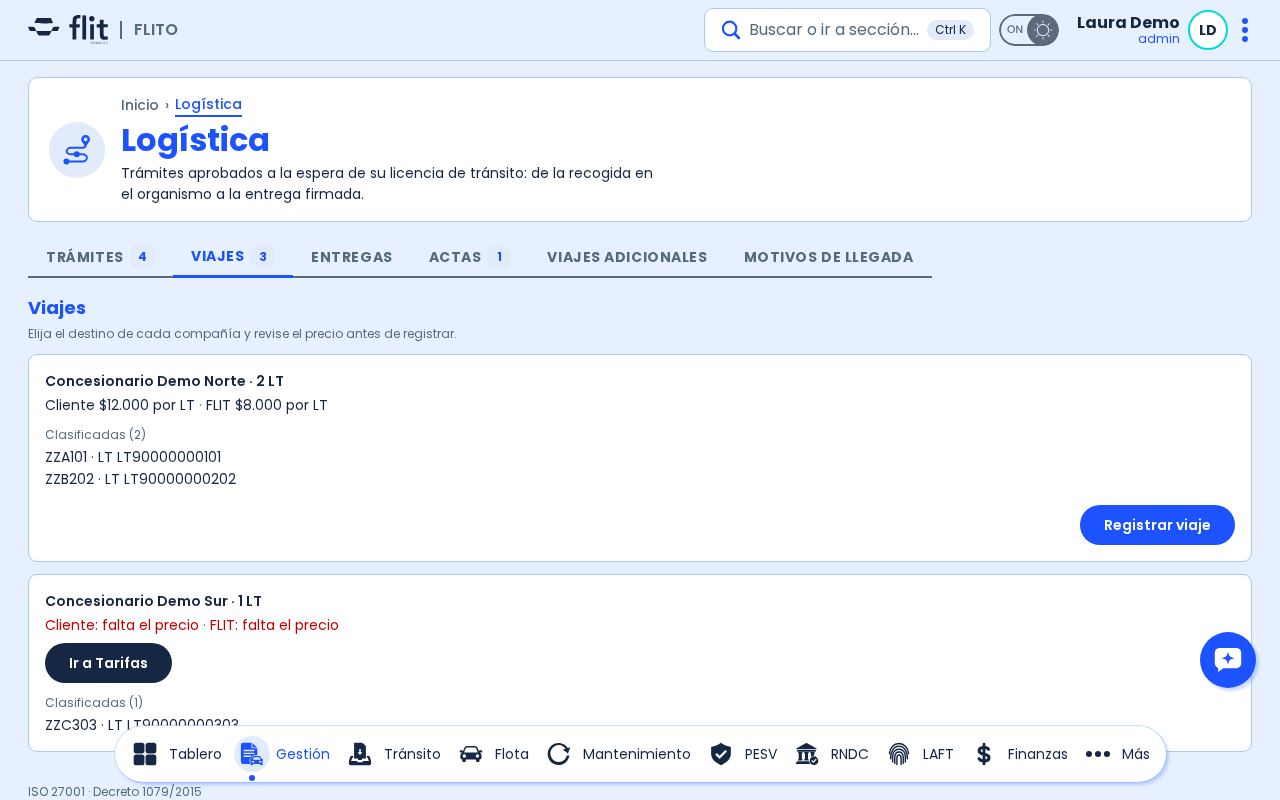 flit
FLITO
Buscar o ir a sección...
Ctrl K
ON
Laura Demo
admin
LD
Inicio › Logística
Logística
Trámites aprobados a la espera de su licencia de tránsito: de la recogida en
el organismo a la entrega firmada.
TRÁMITES 4
VIAJES 3
ENTREGAS
ACTAS 1
VIAJES ADICIONALES
MOTIVOS DE LLEGADA
Viajes
Elija el destino de cada compañía y revise el precio antes de registrar.
Concesionario Demo Norte · 2 LT
Cliente $12.000 por LT · FLIT $8.000 por LT
Clasificadas (2)
ZZA101 · LT LT90000000101
ZZB202 · LT LT90000000202
Registrar viaje
Concesionario Demo Sur · 1 LT
Cliente: falta el precio · FLIT: falta el precio
Ir a Tarifas
Clasificadas (1)
ZZC303 · LT LT90000000303
Tablero
Gestión
Tránsito
Flota
Mantenimiento
PESV
RNDC
LAFT
Finanzas
Más
ISO 27001 · Decreto 1079/2015